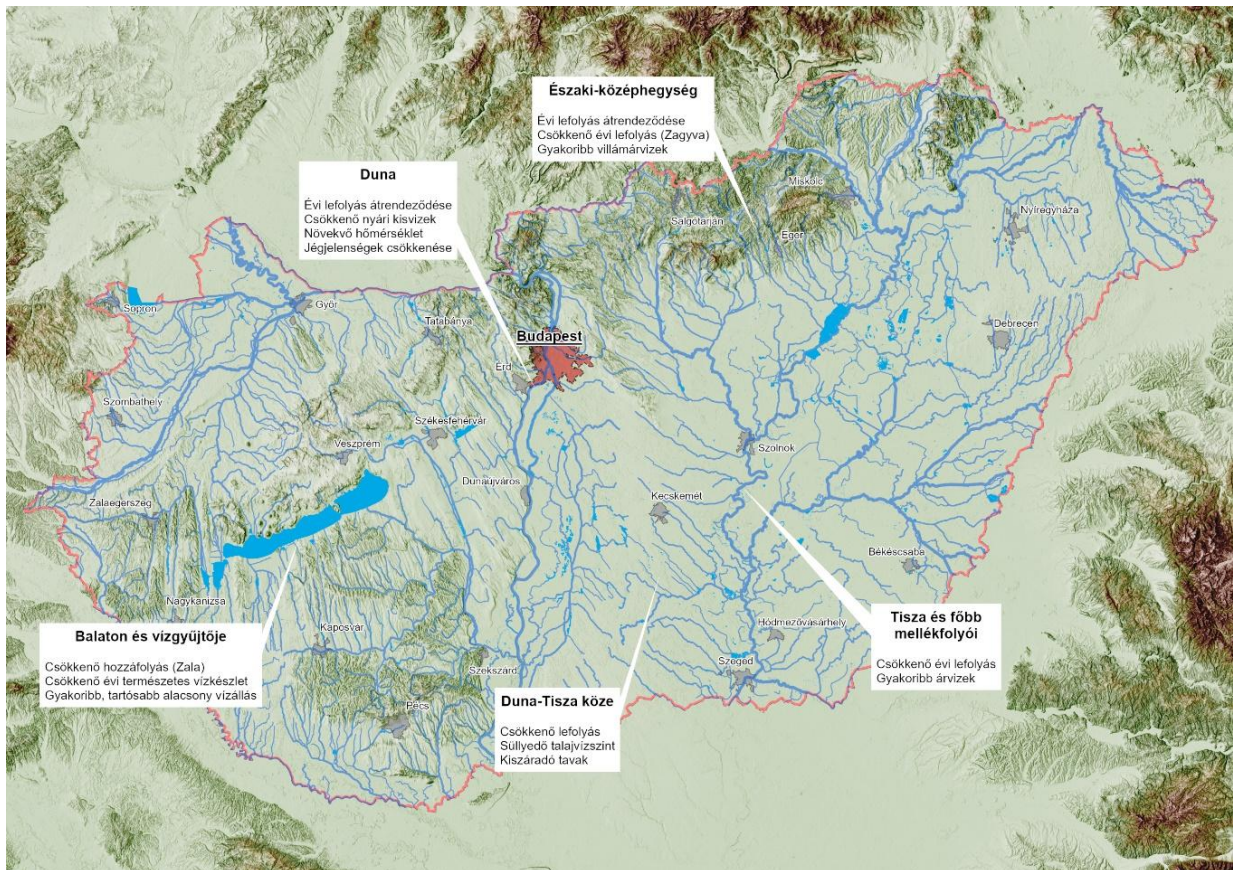 Északi-középhegység
Évi lefolyás átrendeződése
Csökkenő évi lefolyás (Zagyva)
Gyakoribb villámárvizek
Duna
Évi lefolyás átrendeződése
Csökkenő nyári kisvizek
Növekvő hőmérséklet
Jégjelenségek csökkenése
Miskolc
Salgótarján
Eger
Nyíregyháza
Sopron
Győr
Tatabánya
Budapest
Érd
Debrecen
Szombathely
Székesfehérvár
Veszprém
Szolnok
Dunaújváros
Kecskemét
Zalaegerszeg
Békéscsaba
Nagykanizsa
Balaton és vízgyűjtője
Csökkenő hozzáfolyás (Zala)
Csökkenő évi természetes vízkészlet
Gyakoribb, tartósabb alacsony vízállás
Kaposvár
Szekszárd
Pécs
Hódmezővásárhely
Szeged
Tisza és főbb
mellékfolyói
Csökkenő évi lefolyás
Gyakoribb árvizek
Duna-Tisza köze
Csökkenő lefolyás
Süllyedő talajvízszint
Kiszáradó tavak